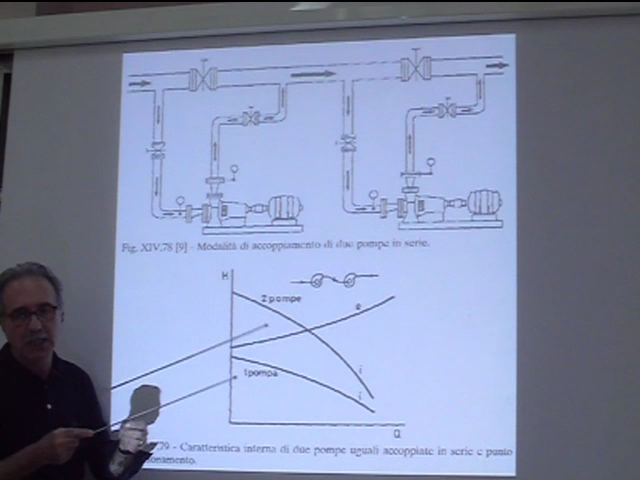 Fig. XIV.78 [9] - Modalità di accoppiamento di due pompe in serie.
H
2 pompe
e
1 pompa
i
i
Q
.79 - Caratteristica interna di due pompe uguali accoppiate in serie e punto